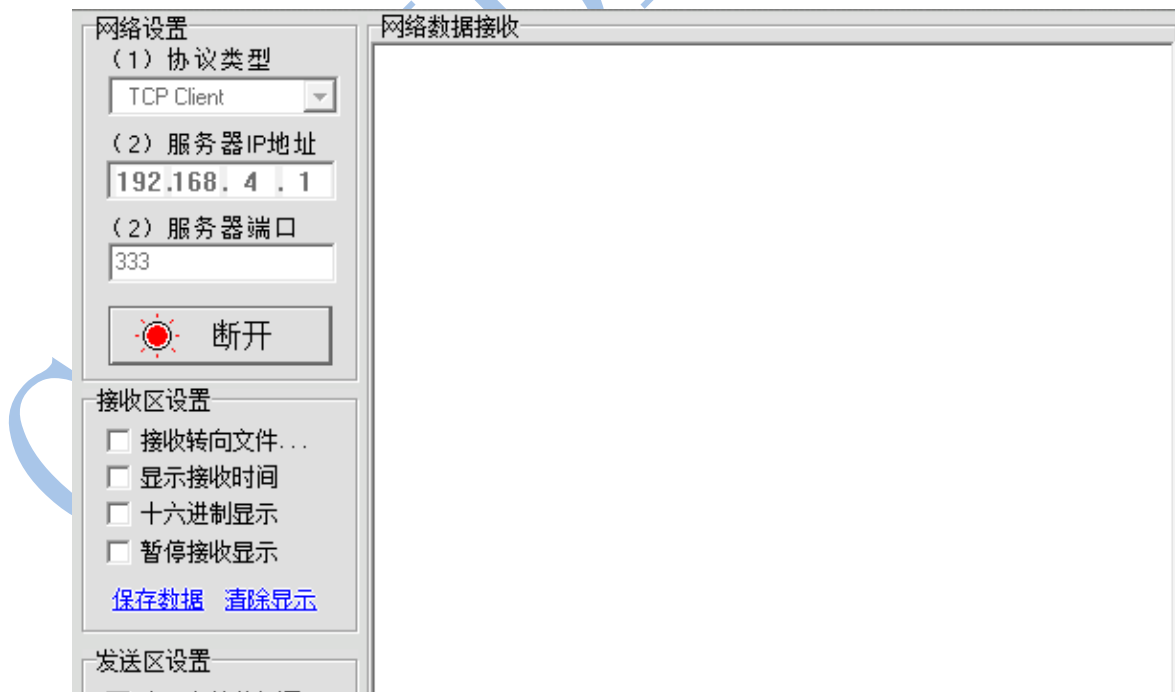 网络设置
（1）协议类型
TCP Client
（2）服务器IP地址
192.168. 4 . 1
（2）服务器端口
333
断开
接收区设置
接收转向文件...
显示接收时间
十六进制显示
暂停接收显示
保存数据 清除显示
发送区设置
网络数据接收